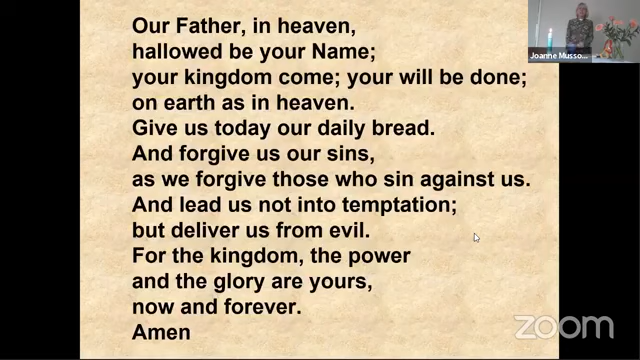 Our Father, in heaven,
hallowed be your Name;
your kingdom come; your will be done;
on earth as in heaven.
Give us today our daily bread.
And forgive us our sins,
as we forgive those who sin against us.
And lead us not into temptation;
but deliver us from evil.
For the kingdom, the power
and the glory are yours,
now and forever.
Amen
Joanne Musso...
zoom